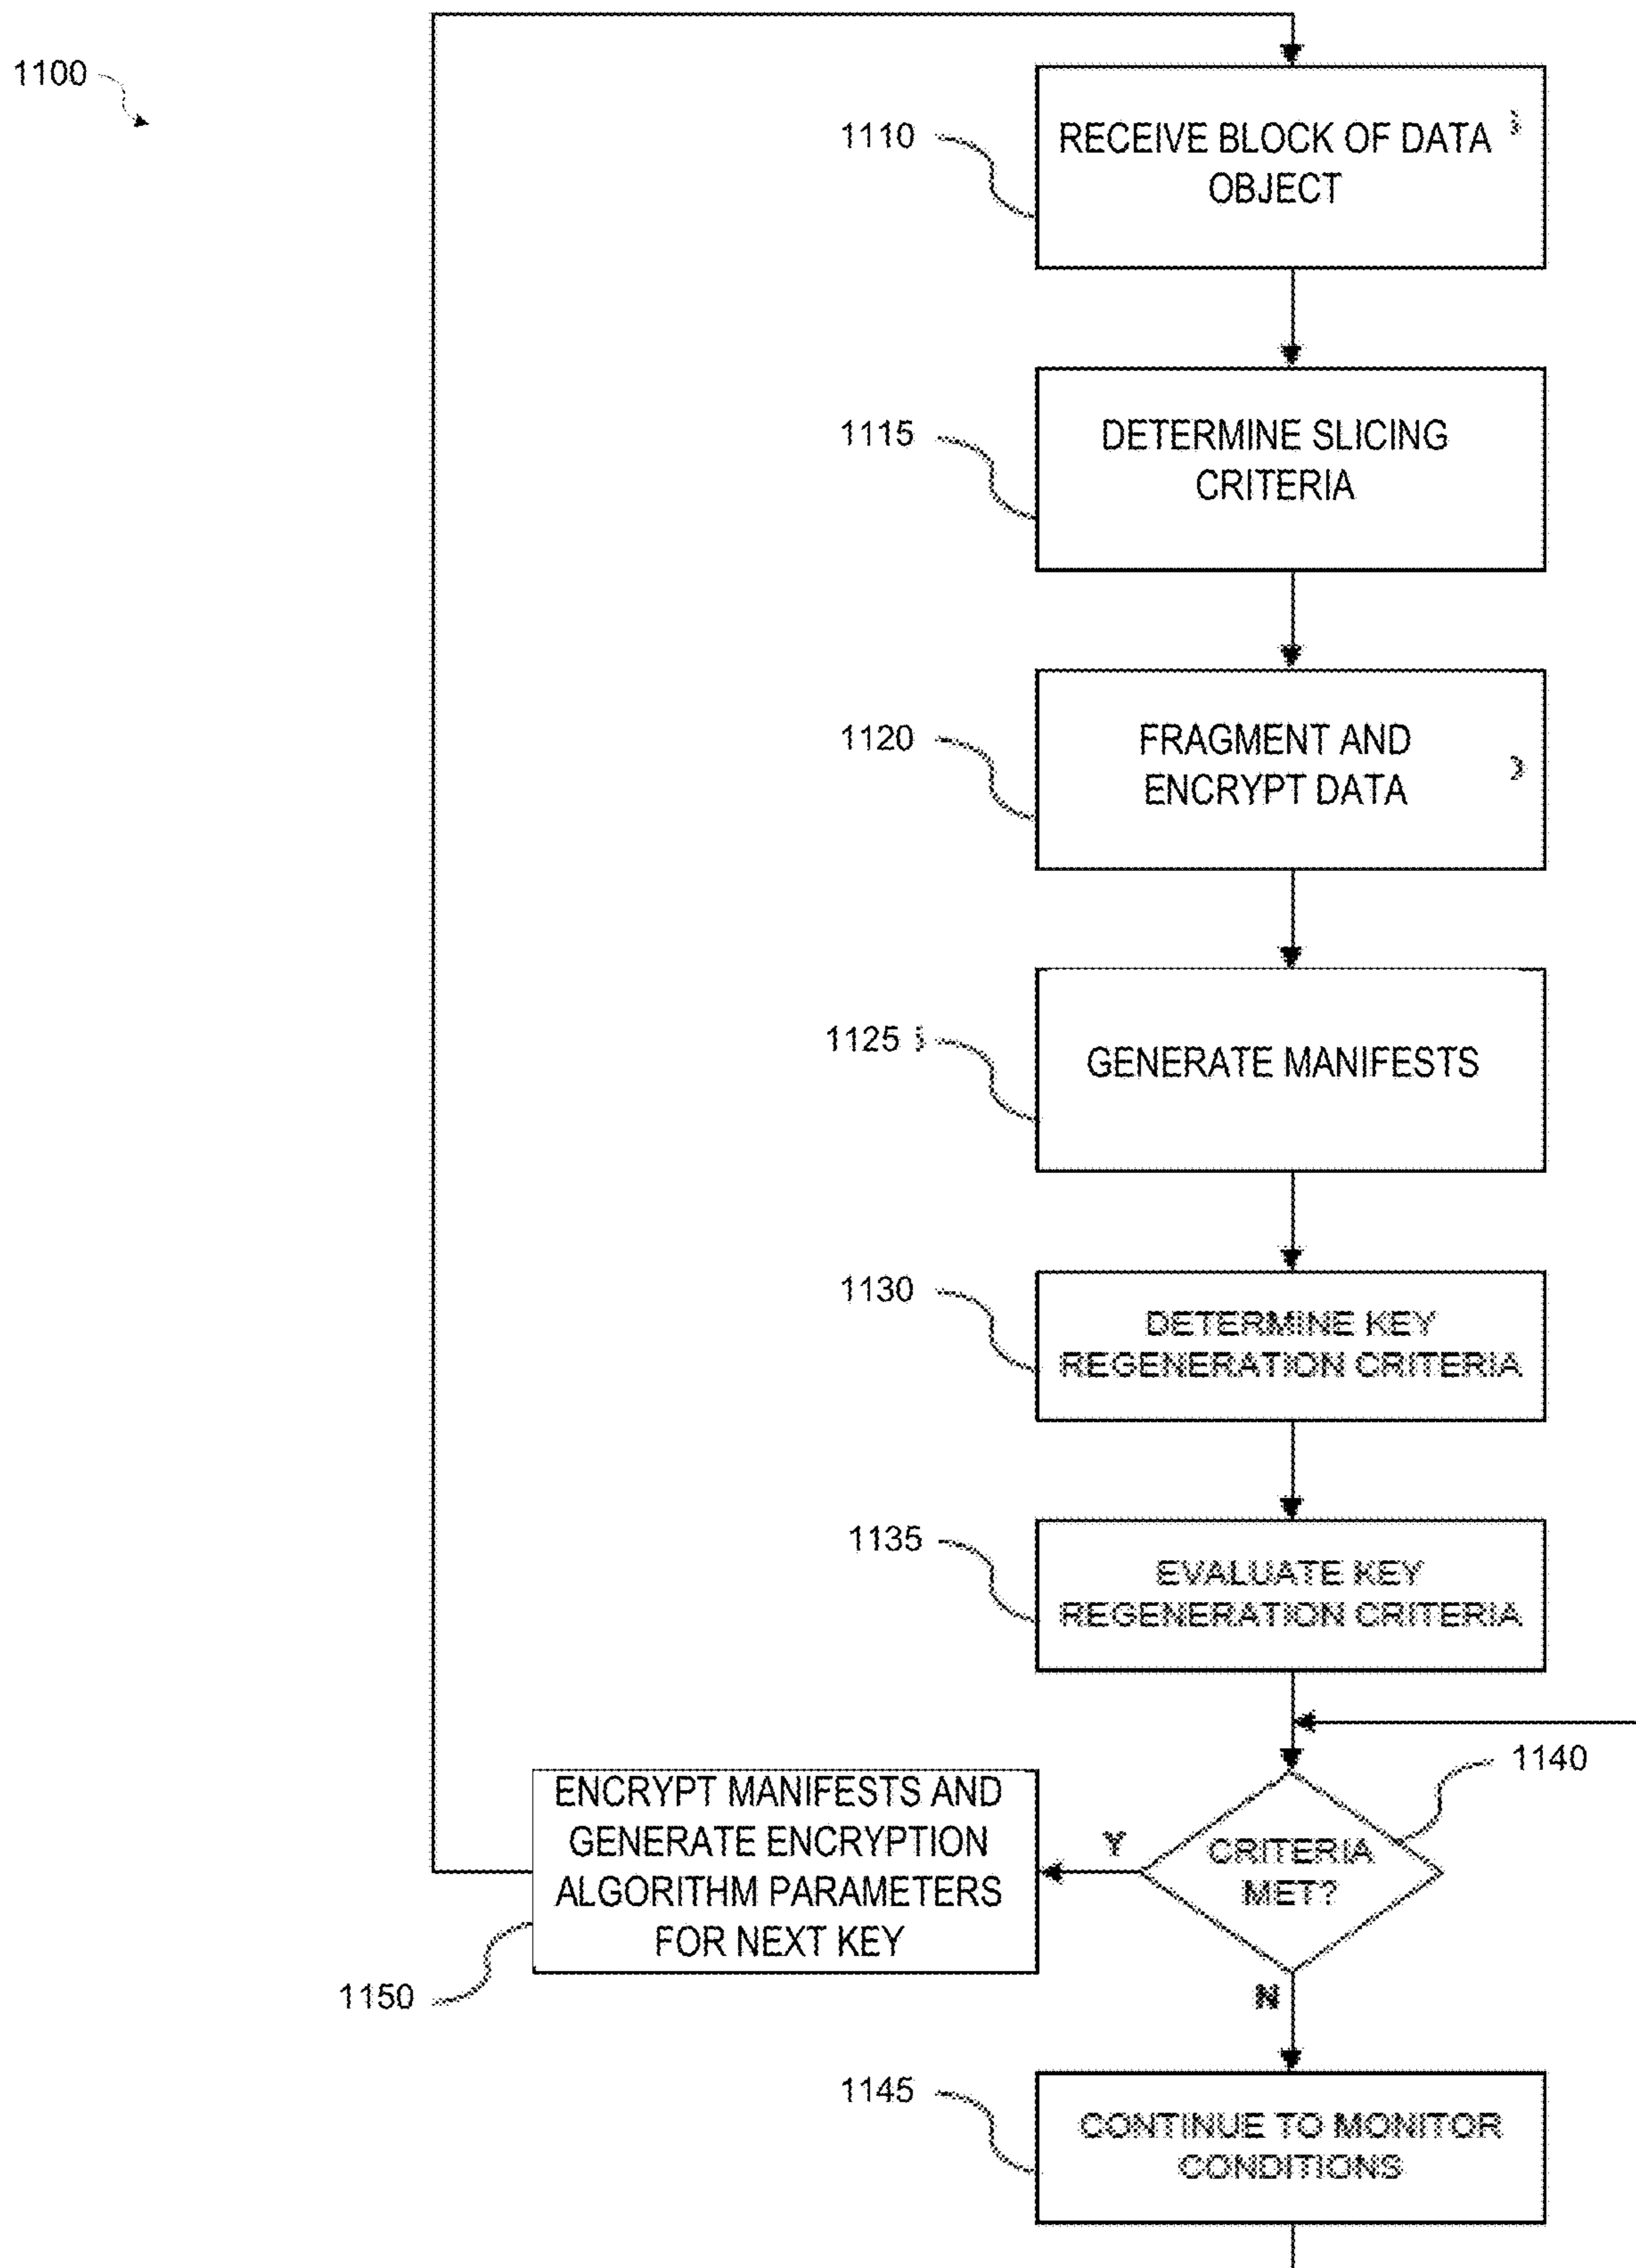 1100
1110
RECEIVE BLOCK OF DATA
OBJECT
1115
DETERMINE SLICING
CRITERIA
1120
FRAGMENT AND
ENCRYPT DATA
1125
GENERATE MANIFESTS
1130
DETERMINE KEY
REGENERATION CRITERIA
1135
EVALUATE KEY
REGENERATION CRITERIA
1140
CRITERIA
MET?
Y
ENCRYPT MANIFESTS AND
GENERATE ENCRYPTION
ALGORITHM PARAMETERS
FOR NEXT KEY
1150
N
1145
CONTINUE TO MONITOR
CONDITIONS